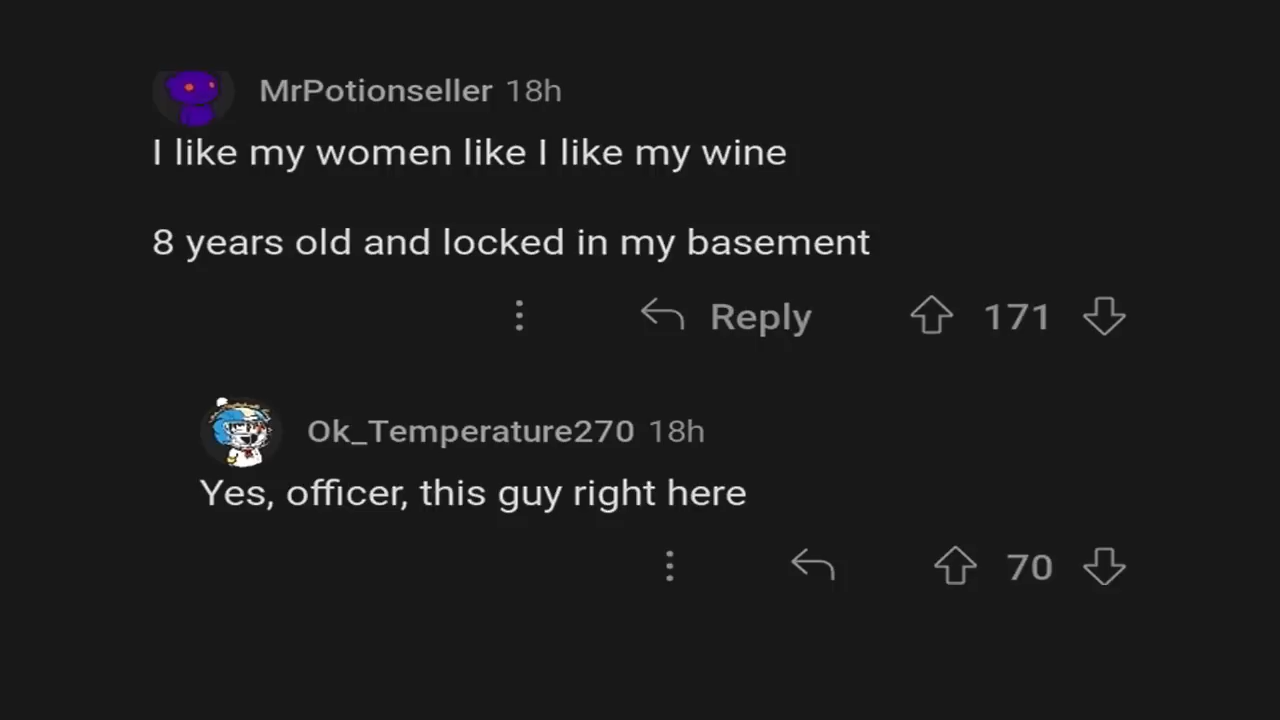 MrPotionseller 18h
I like my women like I like my wine
8 years old and locked in my basement
Reply 171
Ok_Temperature270 18h
Yes, officer, this guy right here
70